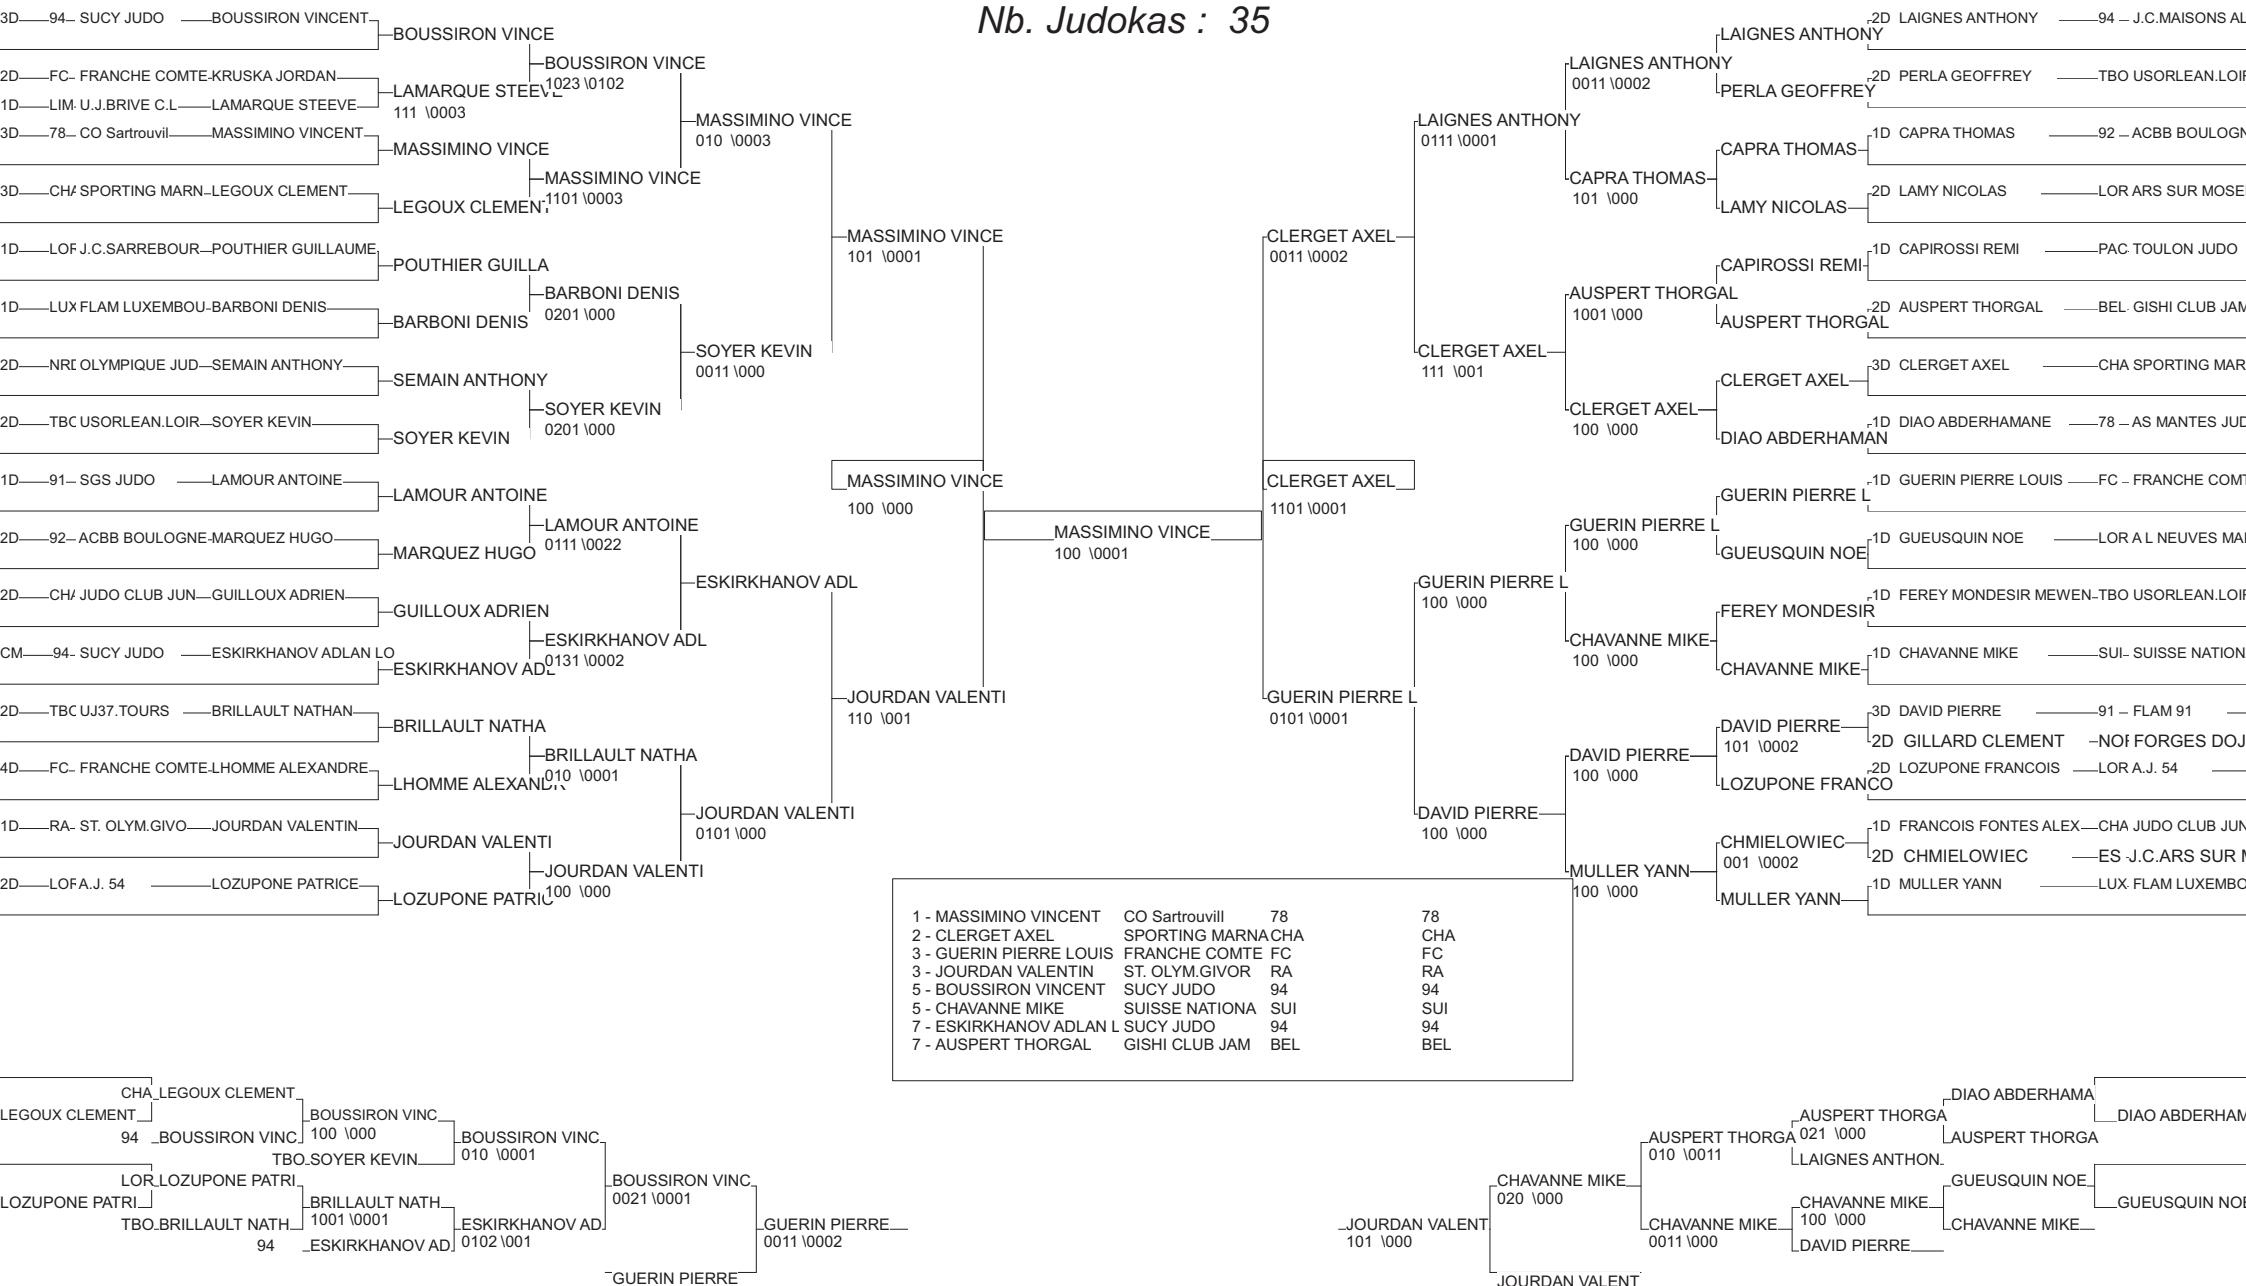 Nb. Judokas : 35
3D 94 SUCY JUDO BOUSSIRON VINCENT
2D FC FRANCHE COMTE KRUSKA JORDAN
1D LIM U.J.BRIVE C.L LAMARQUE STEEVE
3D 78 CO Sartrouvil MASSIMINO VINCENT
3D CHA SPORTING MARN LEGOUX CLEMENT
1D LOR J.C.SARREBOUR POUTHIER GUILLAUME
1D LUX FLAM LUXEMBOU BARBONI DENIS
2D NRD OLYMPIQUE JUD SEMAIN ANTHONY
2D TBO USORLEAN.LOIR SOYER KEVIN
1D 91 SGS JUDO LAMOUR ANTOINE
2D 92 ACBB BOULOGNE MARQUEZ HUGO
2D CHA JUDO CLUB JUN GUILLOUX ADRIEN
CM 94 SUCY JUDO ESKIRKHANOV ADLAN LO
2D TBO UJ37.TOURS BRILLAULT NATHAN
4D FC FRANCHE COMTE LHOMME ALEXANDRE
1D RA ST. OLYM.GIVO JOURDAN VALENTIN
2D LOR A.J. 54 LOZUPONE PATRICE
BOUSSIRON VINCE
LAMARQUE STEEV
111 \0003
MASSIMINO VINCE
LEGOUX CLEMENT
POUTHIER GUILLA
BARBONI DENIS
SEMAIN ANTHONY
SOYER KEVIN
LAMOUR ANTOINE
MARQUEZ HUGO
GUILLOUX ADRIEN
ESKIRKHANOV ADL
BRILLAULT NATHA
LHOMME ALEXANDR
JOURDAN VALENTI
LOZUPONE PATRIC
BOUSSIRON VINCE
1023 \0102
MASSIMINO VINCE
1101 \0003
BARBONI DENIS
0201 \000
SOYER KEVIN
0201 \000
LAMOUR ANTOINE
0111 \0022
ESKIRKHANOV ADL
0131 \0002
BRILLAULT NATHA
010 \0001
JOURDAN VALENTI
100 \000
MASSIMINO VINCE
010 \0003
SOYER KEVIN
0011 \000
ESKIRKHANOV ADL
JOURDAN VALENTI
0101 \000
MASSIMINO VINCE
101 \0001
JOURDAN VALENTI
110 \001
MASSIMINO VINCE
100 \000
MASSIMINO VINCE
100 \0001
CLERGET AXEL
1101 \0001
CLERGET AXEL
0011 \0002
GUERIN PIERRE L
0101 \0001
LAIGNES ANTHONY
0111 \0001
CLERGET AXEL
111 \001
GUERIN PIERRE L
100 \000
DAVID PIERRE
100 \000
LAIGNES ANTHONY
0011 \0002
CAPRA THOMAS
101 \000
AUSPERT THORGAL
1001 \000
CLERGET AXEL
100 \000
GUERIN PIERRE L
100 \000
CHAVANNE MIKE
100 \000
DAVID PIERRE
100 \000
MULLER YANN
100 \000
LAIGNES ANTHONY
PERLA GEOFFREY
CAPRA THOMAS
LAMY NICOLAS
CAPIROSSI REMI
AUSPERT THORGAL
CLERGET AXEL
DIAO ABDERHAMAN
GUERIN PIERRE L
GUEUSQUIN NOE
FEREY MONDESIR
CHAVANNE MIKE
DAVID PIERRE
101 \0002
LOZUPONE FRANCO
CHMIELOWIEC
001 \0002
MULLER YANN
2D LAIGNES ANTHONY 94 J.C.MAISONS AL
2D PERLA GEOFFREY TBO USORLEAN.LOIR
1D CAPRA THOMAS 92 ACBB BOULOGN
2D LAMY NICOLAS LOR ARS SUR MOSE
1D CAPIROSSI REMI PAC TOULON JUDO
2D AUSPERT THORGAL BEL GISHI CLUB JAM
3D CLERGET AXEL CHA SPORTING MAR
1D DIAO ABDERHAMANE 78 AS MANTES JUD
1D GUERIN PIERRE LOUIS FC FRANCHE COMT
1D GUEUSQUIN NOE LOR A L NEUVES MAI
1D FEREY MONDESIR MEWEN TBO USORLEAN.LOIR
1D CHAVANNE MIKE SUI SUISSE NATION
3D DAVID PIERRE 91 FLAM 91
2D GILLARD CLEMENT NOR FORGES DOJ
2D LOZUPONE FRANCOIS LOR A.J. 54
1D FRANCOIS FONTES ALEX CHA JUDO CLUB JUN
2D CHMIELOWIEC ES J.C.ARS SUR M
1D MULLER YANN LUX FLAM LUXEMBO
1 - MASSIMINO VINCENT CO Sartrouvill 78 78
2 - CLERGET AXEL SPORTING MARNA CHA CHA
3 - GUERIN PIERRE LOUIS FRANCHE COMTE FC FC
3 - JOURDAN VALENTIN ST. OLYM.GIVOR RA RA
5 - BOUSSIRON VINCENT SUCY JUDO 94 94
5 - CHAVANNE MIKE SUISSE NATIONA SUI SUI
7 - ESKIRKHANOV ADLAN L SUCY JUDO 94 94
7 - AUSPERT THORGAL GISHI CLUB JAM BEL BEL
LEGOUX CLEMENT
LOZUPONE PATRI
CHA LEGOUX CLEMENT
94 BOUSSIRON VINC
LOR LOZUPONE PATRI
TBO BRILLAULT NATH
BOUSSIRON VINC
100 \000
TBO SOYER KEVIN
BRILLAULT NATH
1001 \0001
94 ESKIRKHANOV AD
BOUSSIRON VINC
010 \0001
ESKIRKHANOV AD
0102 \001
BOUSSIRON VINC
0021 \0001
GUERIN PIERRE
GUERIN PIERRE
0011 \0002
JOURDAN VALENT
101 \000
CHAVANNE MIKE
020 \000
JOURDAN VALENT
AUSPERT THORGA
010 \0011
CHAVANNE MIKE
0011 \000
AUSPERT THORGA
021 \000
LAIGNES ANTHON
CHAVANNE MIKE
100 \000
DAVID PIERRE
DIAO ABDERHAMA
AUSPERT THORGA
GUEUSQUIN NOE
CHAVANNE MIKE
DIAO ABDERHAM
GUEUSQUIN NOE